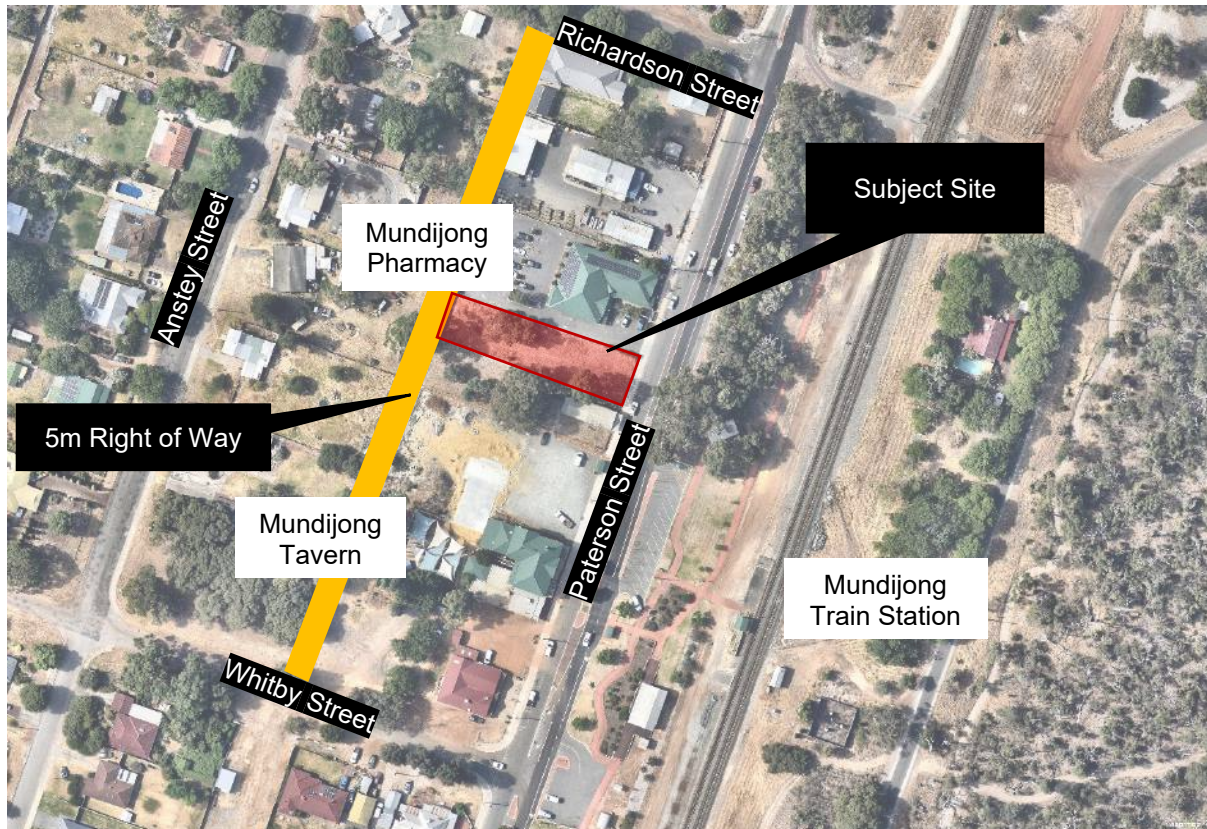 Richardson Street
Subject Site
Anstey Street
Mundijong
Pharmacy
5m Right of Way
Paterson Street
Mundijong
Tavern
Mundijong
Train Station
Whitby Street